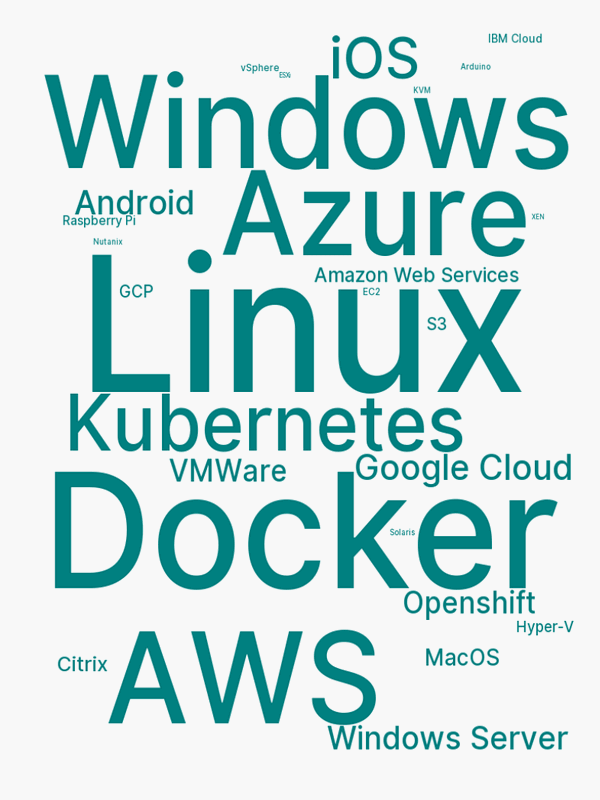 iOS
IBM Cloud
vSphere
ESXi
Arduino
KVM
Windows
Android
Raspberry Pi
Azure
XEN
Nutanix
Amazon Web Services
GCP
EC2
S3
Linux
Kubernetes
VMWare
Google Cloud
Docker
Solaris
Openshift
Hyper-V
Citrix
AWS
MacOS
Windows Server